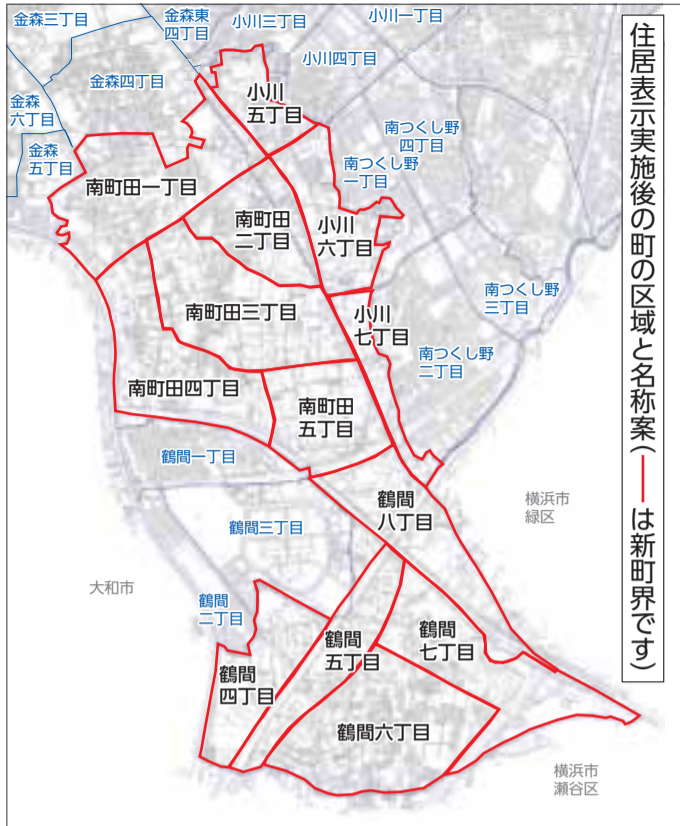 住居表示実施後の町の区域と名称案(━は新町界です)
金森三丁目
金森東
四丁目
小川三丁目
小川一丁目
金森四丁目
小川四丁目
金森
六丁目
小川
五丁目
金森
五丁目
南つくし野
四丁目
南つくし野
一丁目
南町田一丁目
南町田
二丁目
小川
六丁目
南つくし野
三丁目
南町田三丁目
小川
七丁目
南つくし野
二丁目
南町田四丁目
南町田
五丁目
鶴間一丁目
鶴間
八丁目
横浜市
緑区
鶴間三丁目
大和市
鶴間
二丁目
鶴間
四丁目
鶴間
五丁目
鶴間
七丁目
鶴間六丁目
横浜市
瀬谷区